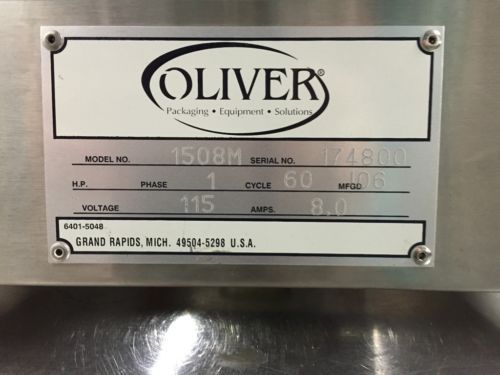 OLIVER®
Packaging • Equipment • Solutions
MODEL NO. 1508M SERIAL NO. 174800
H.P. PHASE 1 CYCLE 60 MFGD J06
VOLTAGE 115 AMPS. 8.0
6401-5048
GRAND RAPIDS, MICH. 49504-5298 U.S.A.